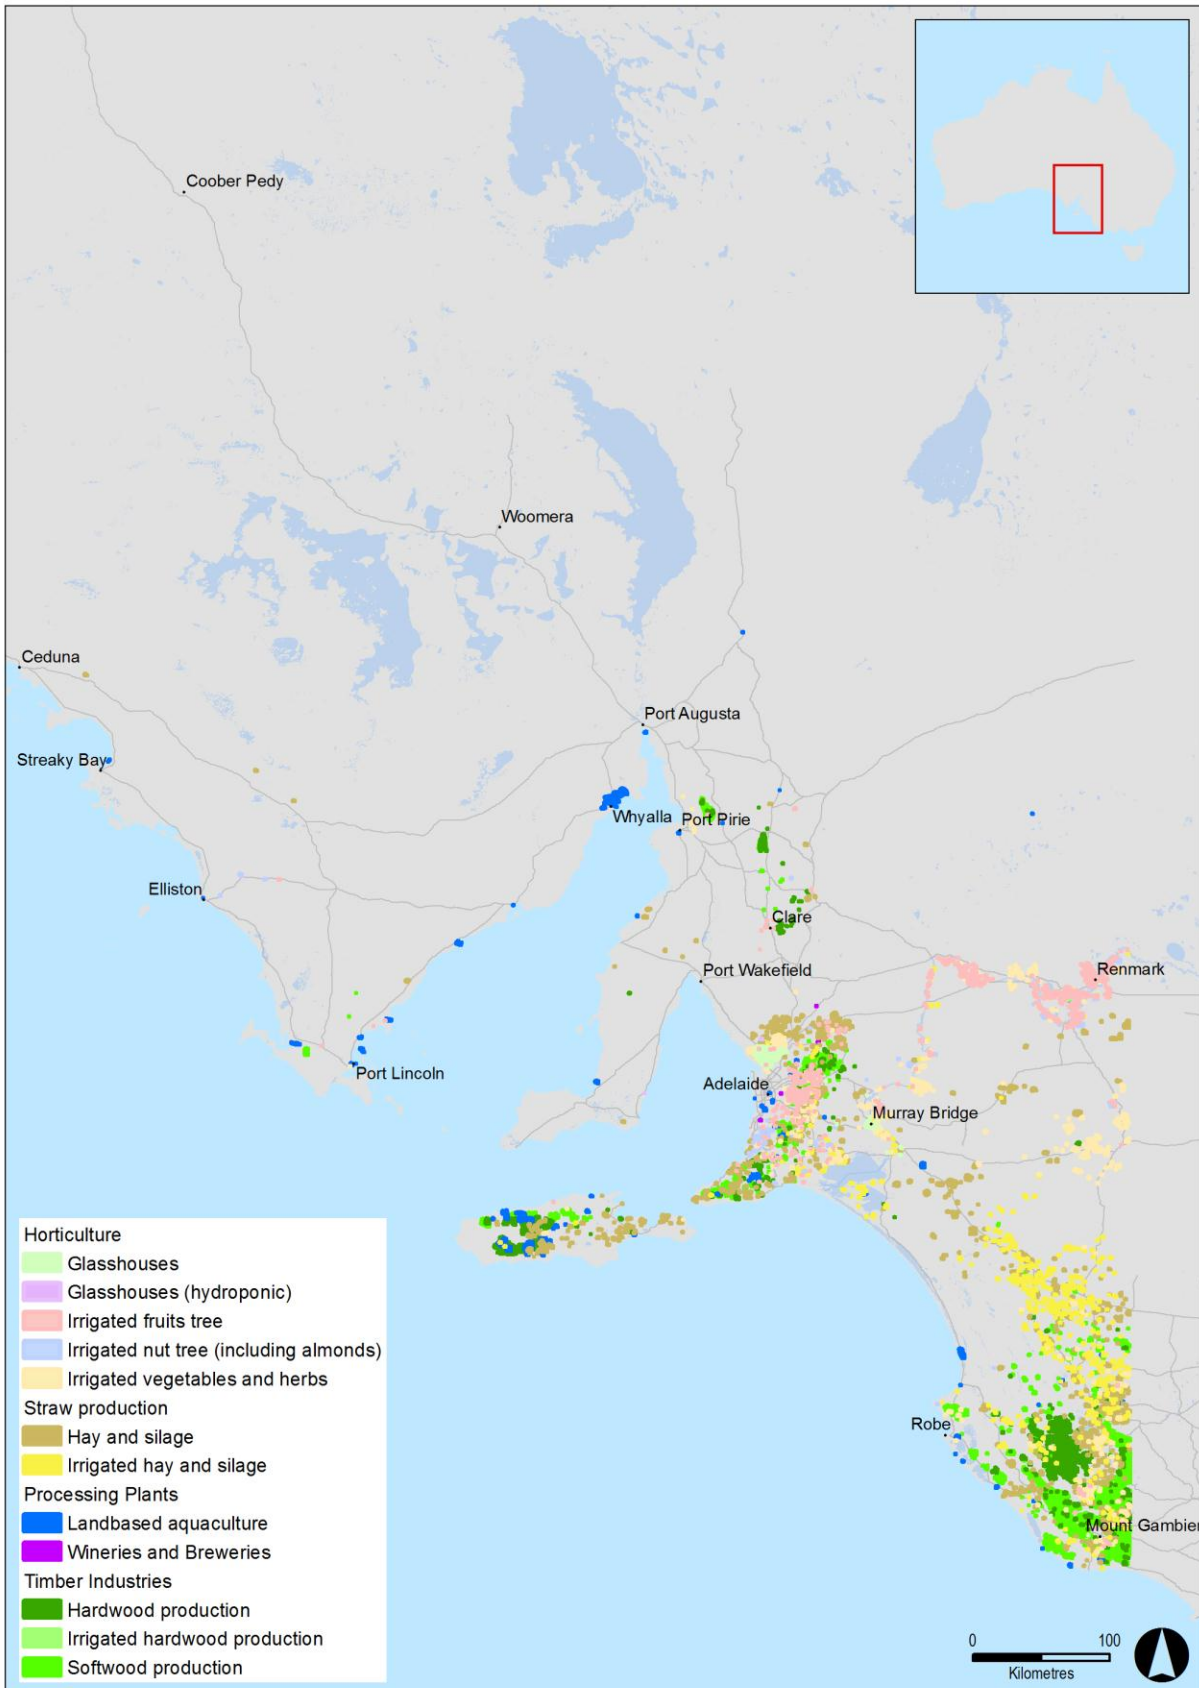 Coober Pedy
Woomera
Ceduna
Port Augusta
Streaky Bay
Whyalla
Port Pirie
Elliston
Clare
Port Wakefield
Renmark
Port Lincoln
Adelaide
Murray Bridge
Robe
Mount Gambier
Horticulture
Glasshouses
Glasshouses (hydroponic)
Irrigated fruits tree
Irrigated nut tree (including almonds)
Irrigated vegetables and herbs
Straw production
Hay and silage
Irrigated hay and silage
Processing Plants
Landbased aquaculture
Wineries and Breweries
Timber Industries
Hardwood production
Irrigated hardwood production
Softwood production
0 100
Kilometres